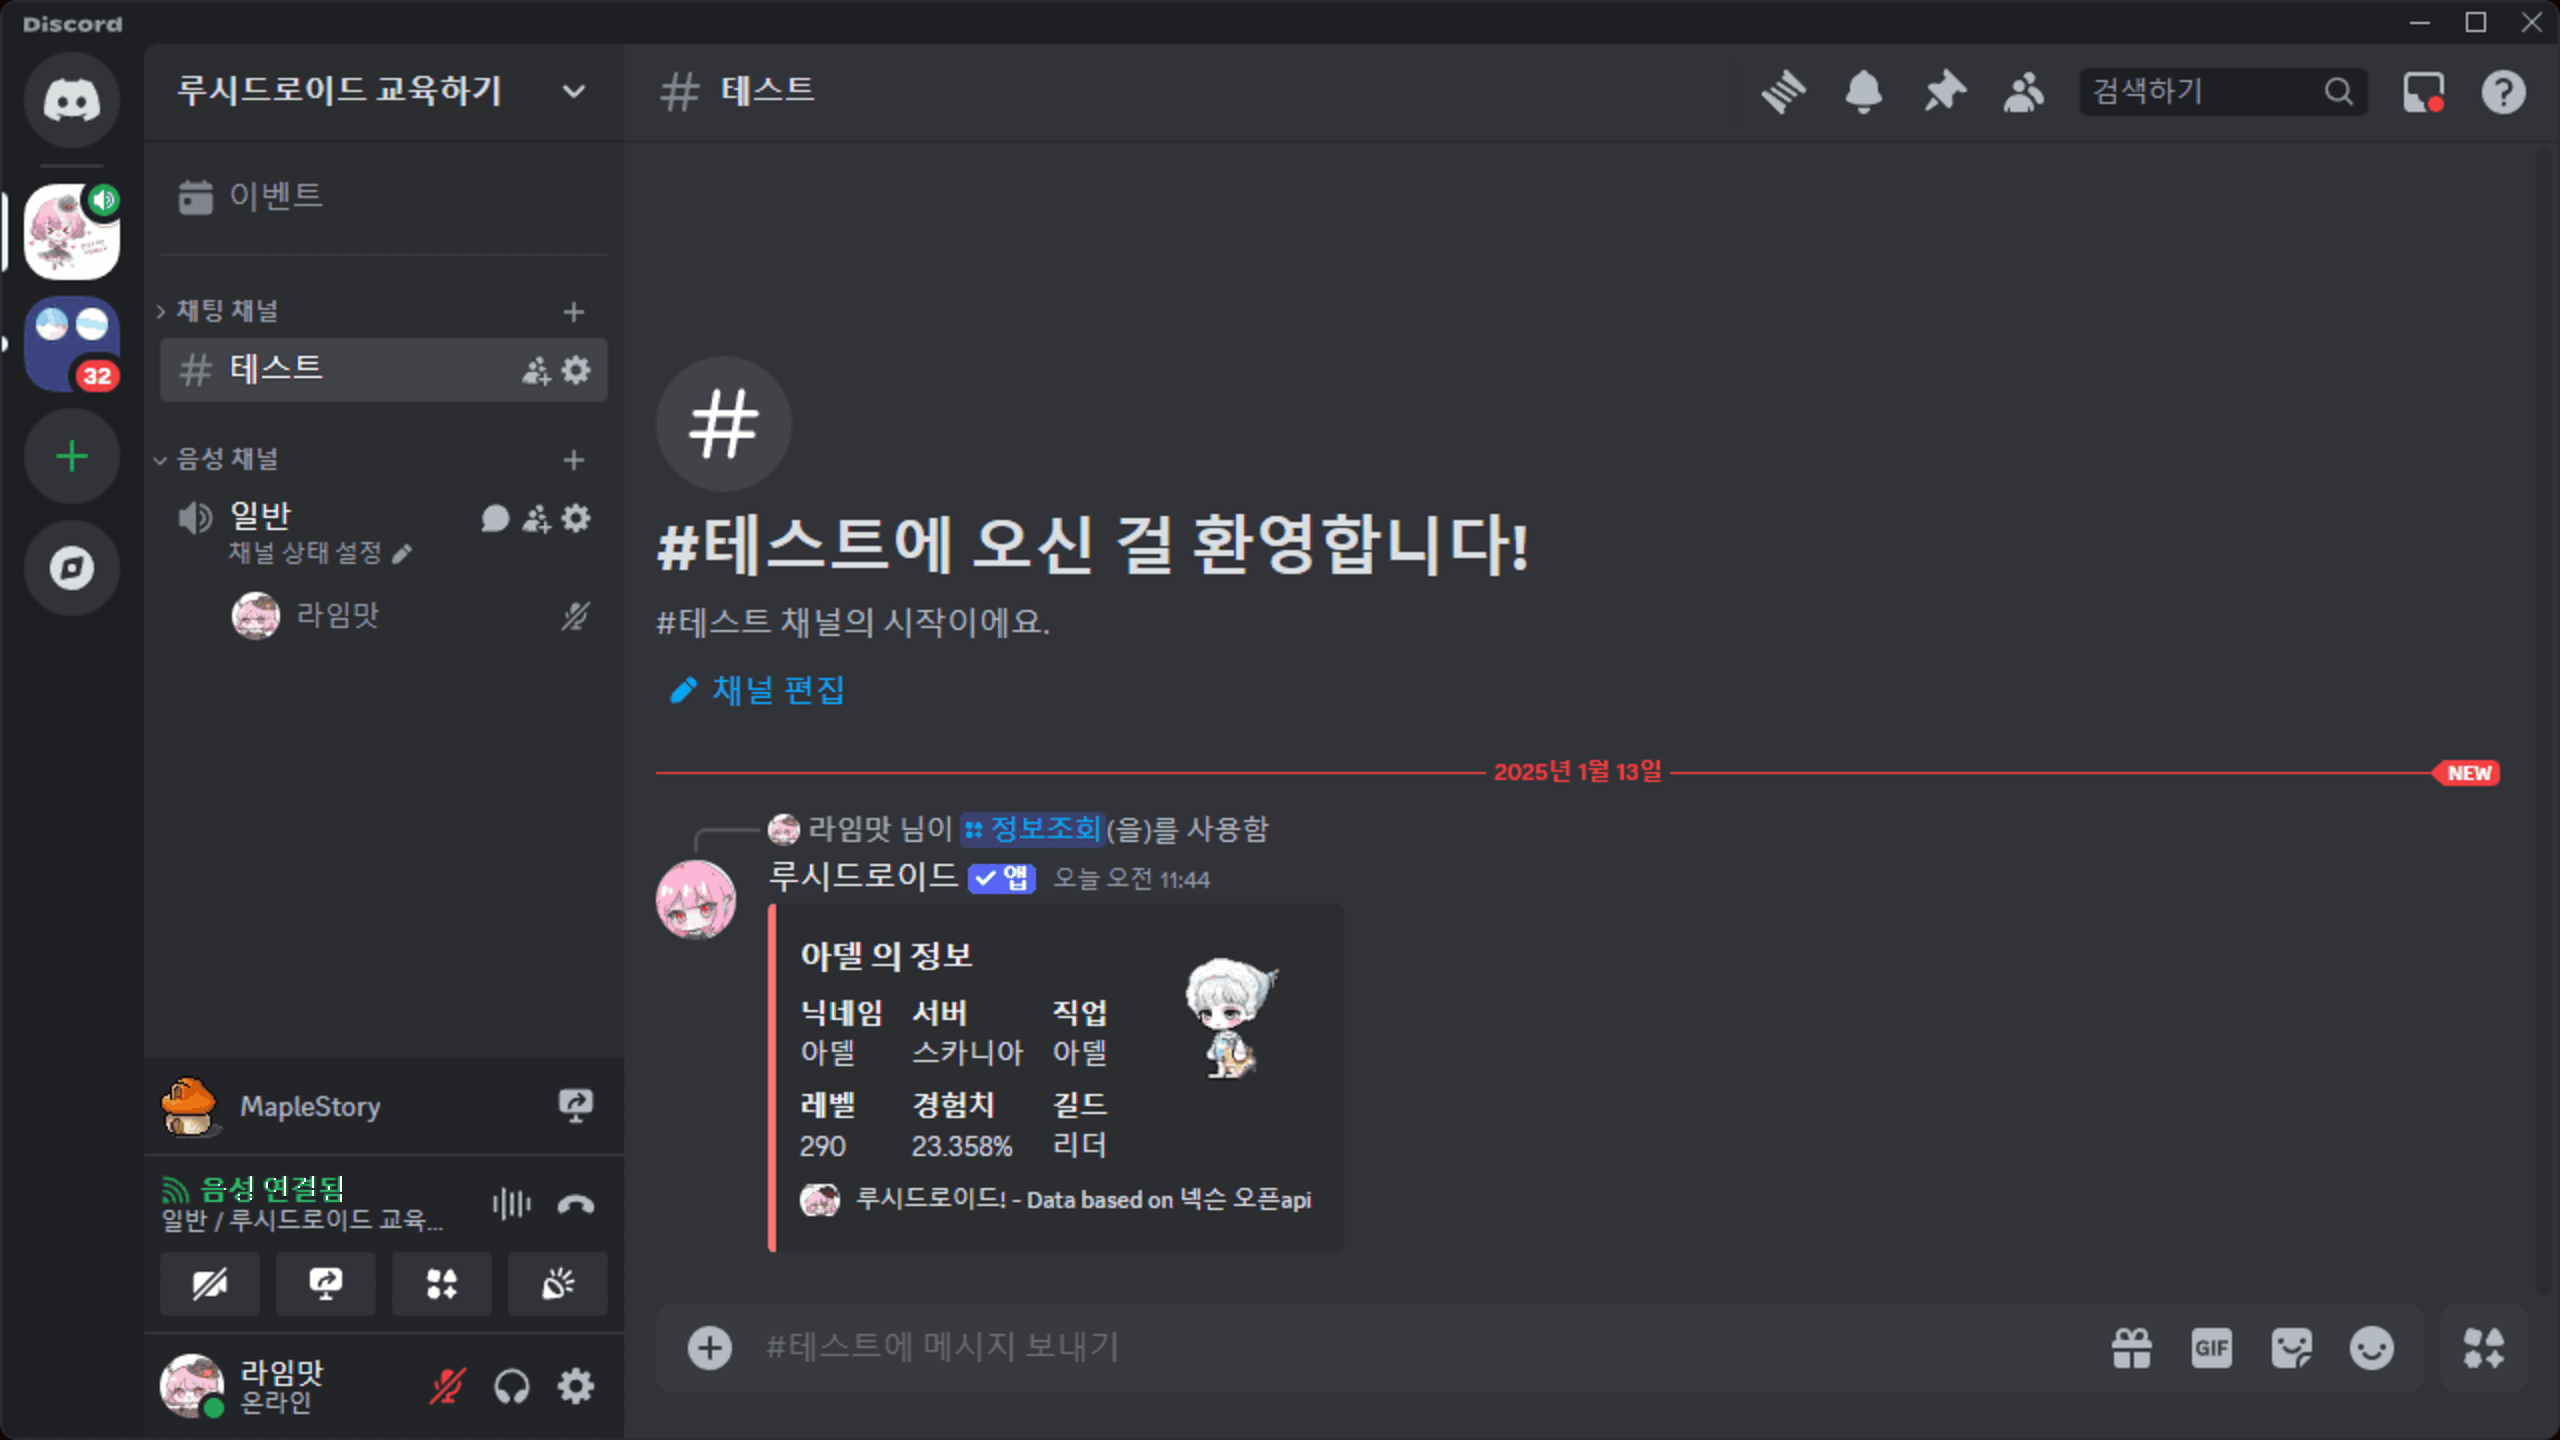 Discord
루시드로이드 교육하기
테스트
검색하기
이벤트
채팅 채널
테스트
음성 채널
일반
채널 상태 설정
라임맛
32
#테스트에 오신 걸 환영합니다!
#테스트 채널의 시작이에요.
채널 편집
2025년 1월 13일
NEW
라임맛 님이 정보조회(을)를 사용함
루시드로이드 앱 오늘 오전 11:44
아델 의 정보
닉네임 서버 직업
아델 스카니아 아델
레벨 경험치 길드
290 23.358% 리더
루시드로이드! - Data based on 넥슨 오픈api
MapleStory
음성 연결됨
일반 / 루시드로이드 교육...
라임맛
온라인
#테스트에 메시지 보내기
GIF